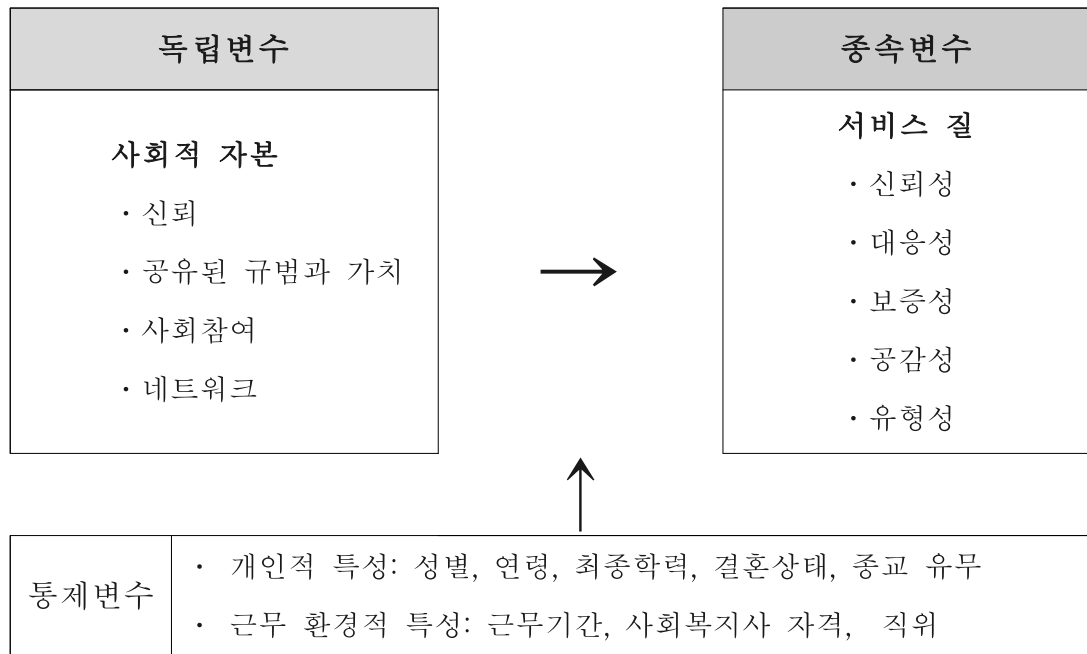 독립변수
사회적 자본
· 신뢰
· 공유된 규범과 가치
· 사회참여
· 네트워크
종속변수
서비스 질
· 신뢰성
· 대응성
· 보증성
· 공감성
· 유형성
통제변수
· 개인적 특성: 성별, 연령, 최종학력, 결혼상태, 종교 유무
· 근무 환경적 특성: 근무기간, 사회복지사 자격, 직위